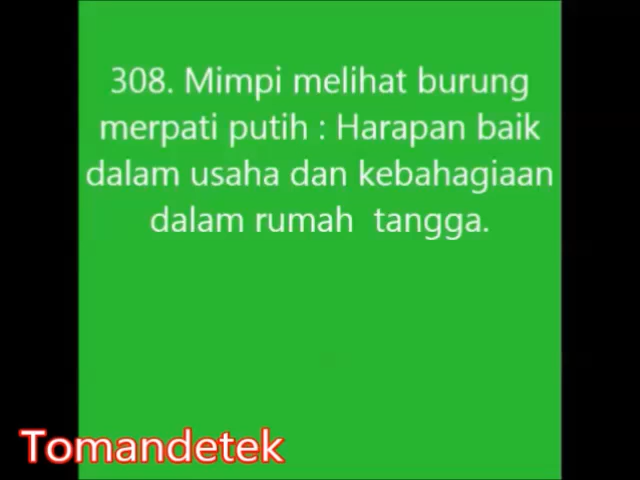 308. Mimpi melihat burung
merpati putih : Harapan baik
dalam usaha dan kebahagiaan
dalam rumah  tangga.
Tomandetek